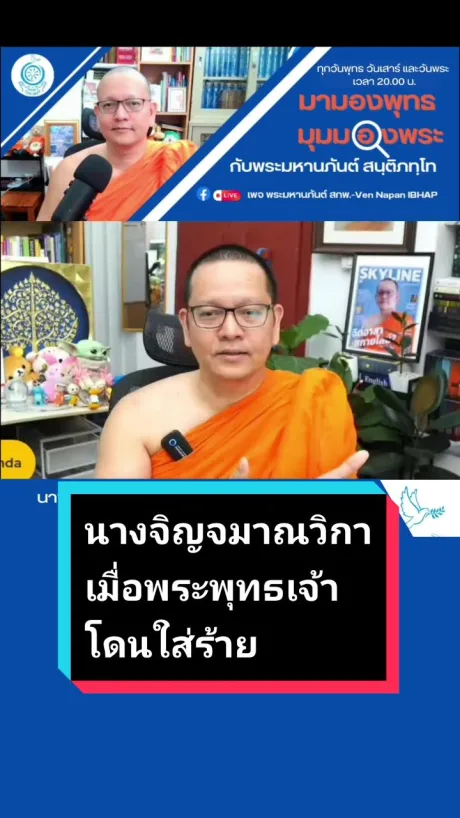 ทุกวันพุทธ วันเสาร์ และวันพระ
เวลา 20.00 น.
มามองพุทธ
มุมมองพระ
กับพระมหานภันต์ สนฺติภทฺโท
LIVE เพจ พระมหานภันต์ สภพ.-Ven Napan IBHAP
SKYLINE
English
nda
นา
นางจิญจมาณวิกา
เมื่อพระพุทธเจ้า
โดนใส่ร้าย